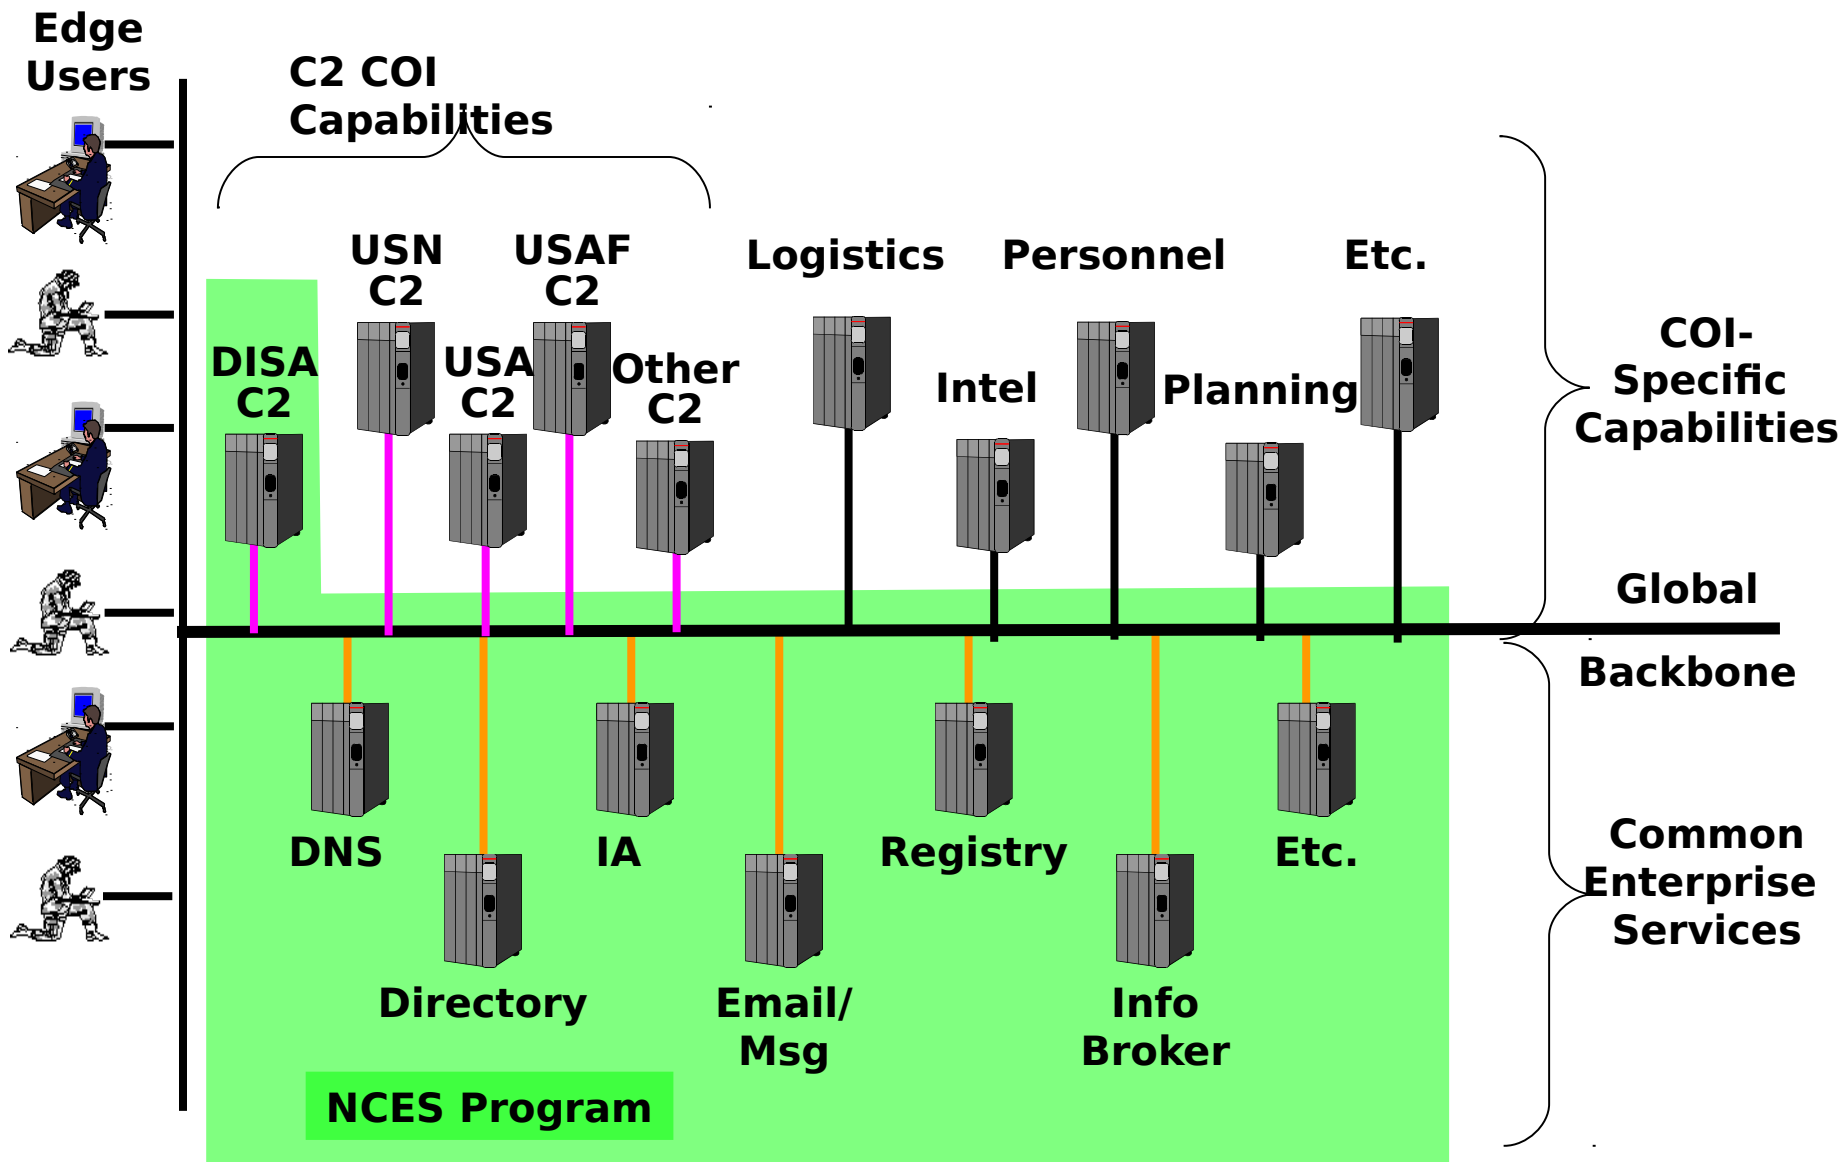 Edge
Users
C2 COI
Capabilities
USN
C2
USAF
C2
Logistics
Personnel
Etc.
DISA
C2
USA
C2
Other
C2
Intel
Planning
COI-
Specific
Capabilities
Global
Backbone
DNS
IA
Registry
Etc.
Common
Enterprise
Services
Directory
Email/
Msg
Info
Broker
NCES Program